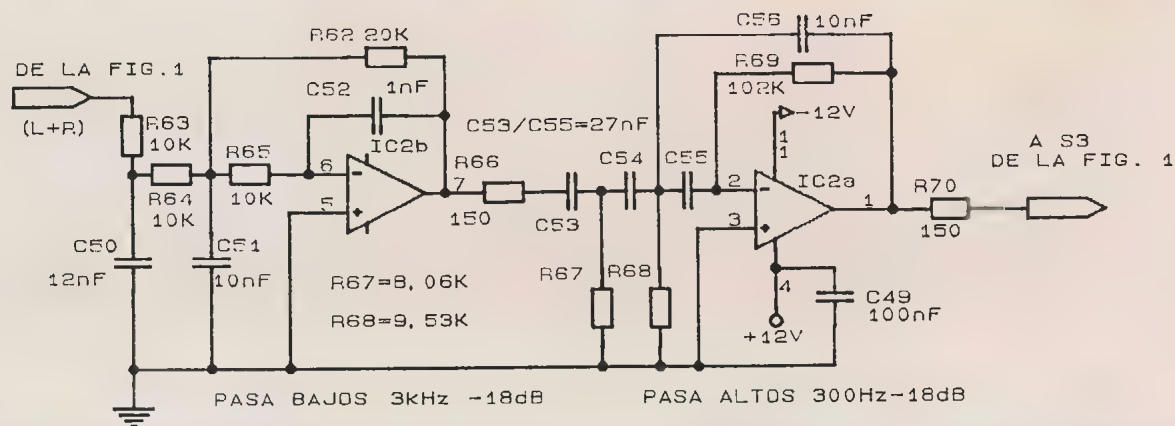 DE LA FIG.1
(L+R)
R63
10K
R64
10K
R65
10K
R62 20K
C52
1nF
IC2b
6
5
7
R66
150
C50
12nF
C51
10nF
R67=8,06K
R68=9,53K
C53/C55=27nF
C53
C54
C55
R67
R68
C56
10nF
R69
102K
-12V
1
1
IC2a
2
3
1
4
+12V
C49
100nF
R70
150
A S3
DE LA FIG. 1
PASA BAJOS 3kHz -18dB
PASA ALTOS 300Hz-18dB